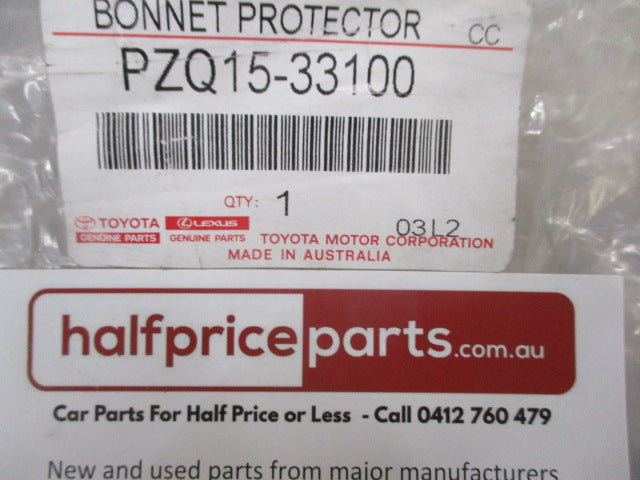 BONNET PROTECTOR CC
PZQ15-33100
QTY: 1
TOYOTA LEXUS 03L2
GENUINE PARTS GENUINE PARTS TOYOTA MOTOR CORPORATION
MADE IN AUSTRALIA
halfpriceparts.com.au
Car Parts For Half Price or Less - Call 0412 760 479
New and used parts from major manufacturers